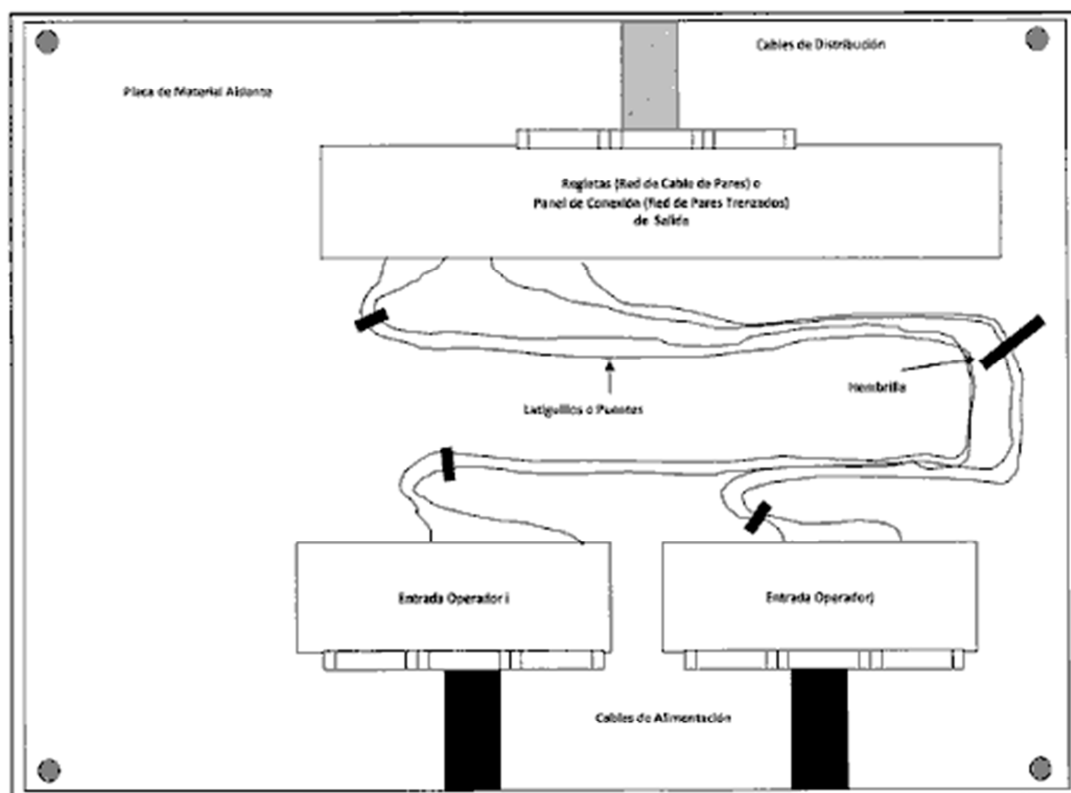 Cables de Distribución
Placa de Material Aislante
Regletas (Red de Cable de Pares) o
Panel de Conexión (Red de Pares Trenzados)
de Salida
Hembrilla
Latiguillos o Puentes
Entrada Operador i
Entrada Operador j
Cables de Alimentación